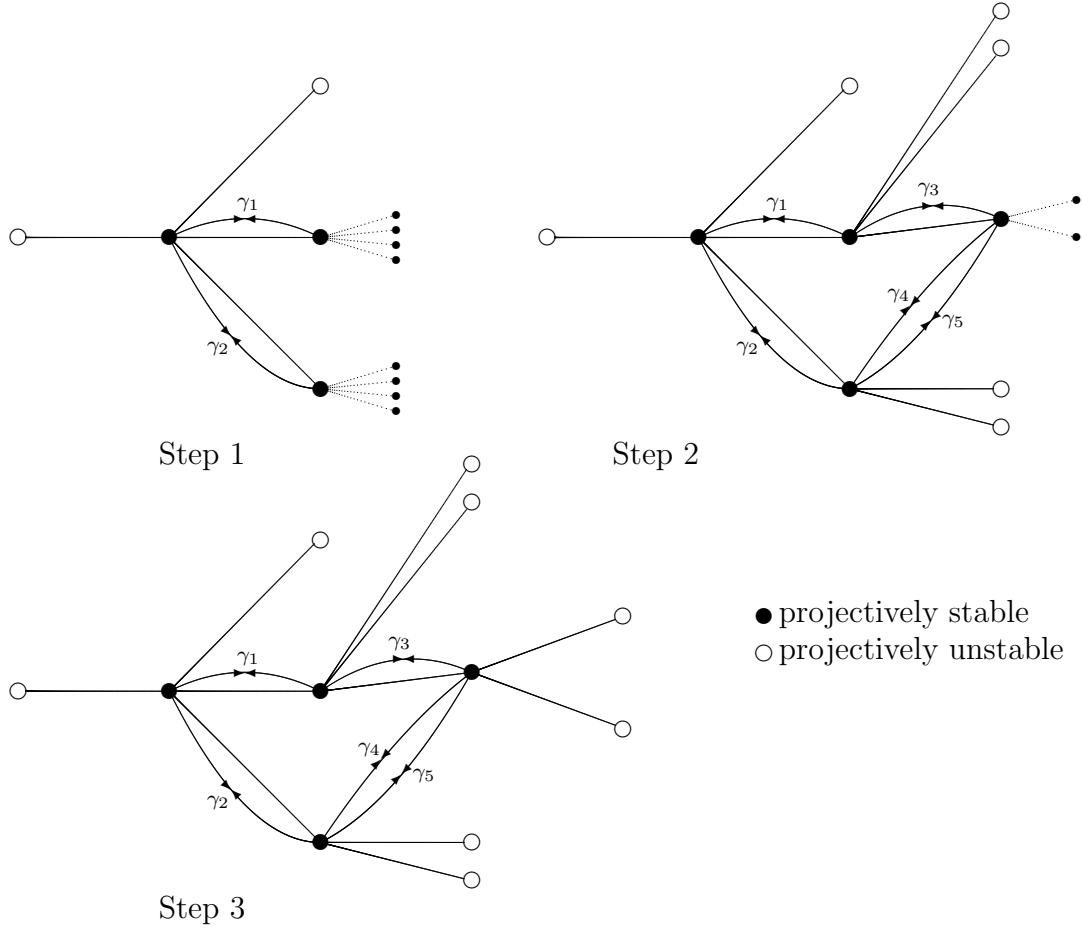 γ1
γ2
Step 1
γ1
γ3
γ4
γ5
γ2
Step 2
γ1
γ3
γ4
γ5
γ2
Step 3
projectively stable
projectively unstable